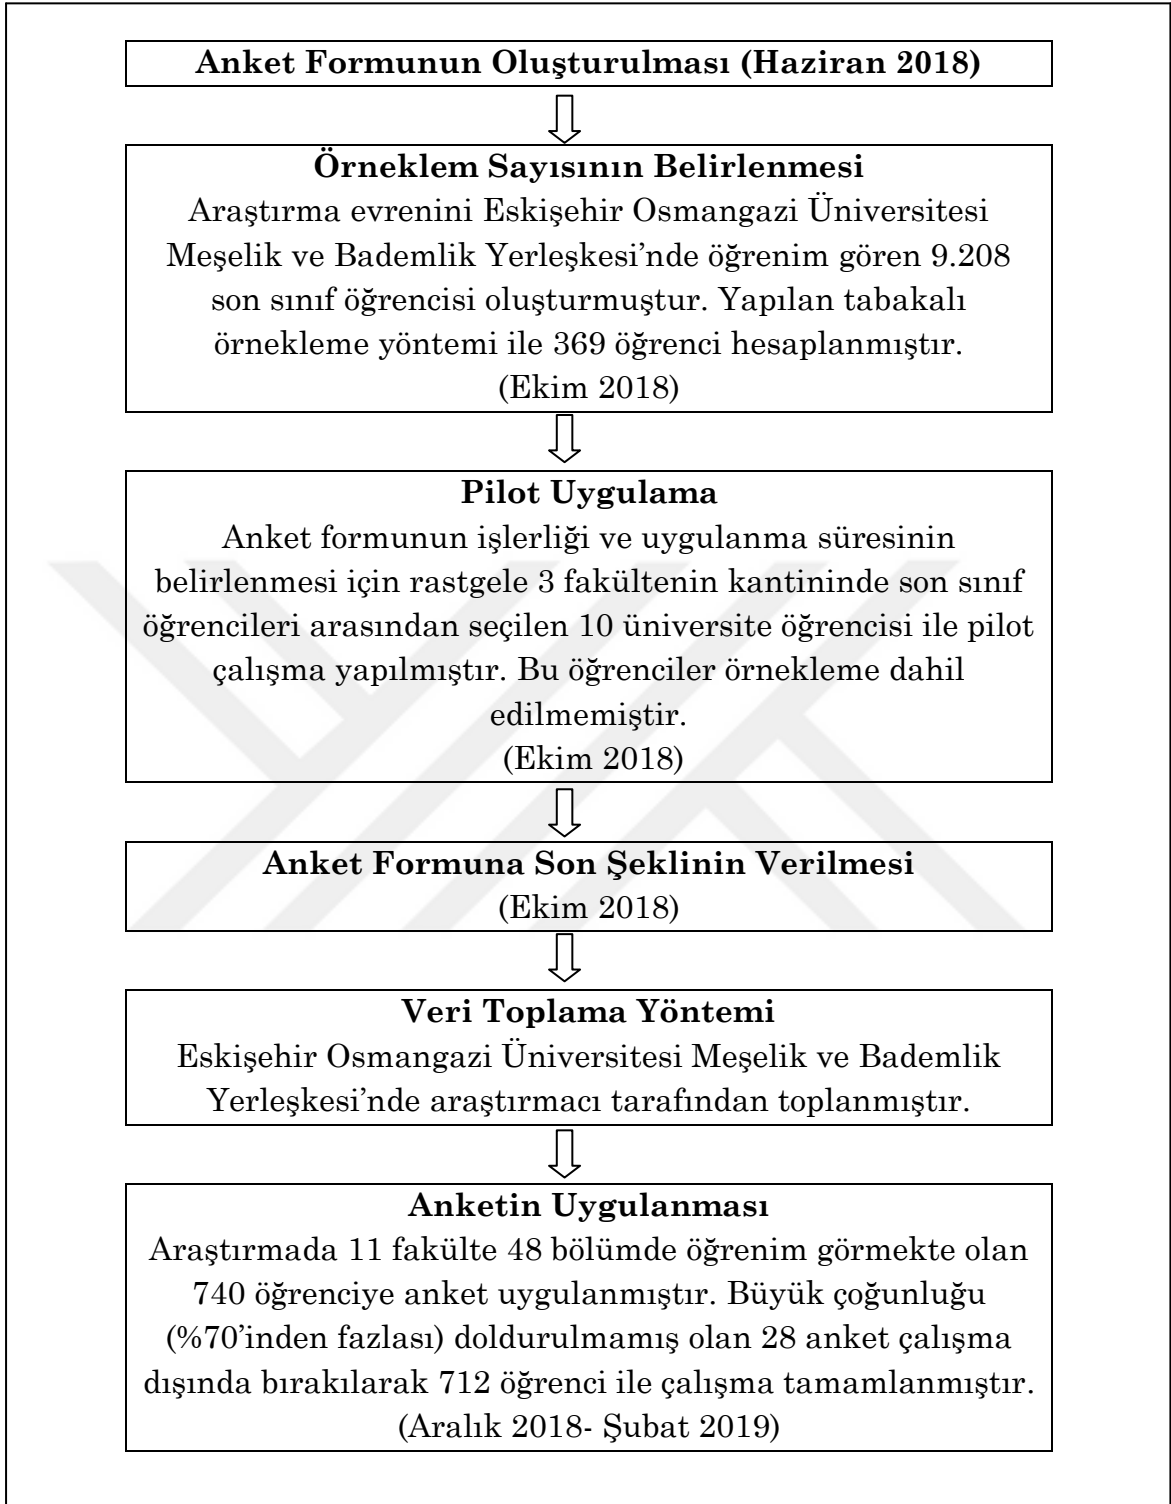 Anket Formunun Oluşturulması (Haziran 2018)
Örneklem Sayısının Belirlenmesi
Araştırma evrenini Eskişehir Osmangazi Üniversitesi
Meşelik ve Bademlik Yerleşkesi’nde öğrenim gören 9.208
son sınıf öğrencisi oluşturmuştur. Yapılan tabakalı
örnekleme yöntemi ile 369 öğrenci hesaplanmıştır.
(Ekim 2018)
Pilot Uygulama
Anket formunun işlerliği ve uygulanma süresinin
belirlenmesi için rastgele 3 fakültenin kantininde son sınıf
öğrencileri arasından seçilen 10 üniversite öğrencisi ile pilot
çalışma yapılmıştır. Bu öğrenciler örnekleme dahil
edilmemiştir.
(Ekim 2018)
Anket Formuna Son Şeklinin Verilmesi
(Ekim 2018)
Veri Toplama Yöntemi
Eskişehir Osmangazi Üniversitesi Meşelik ve Bademlik
Yerleşkesi’nde araştırmacı tarafından toplanmıştır.
Anketin Uygulanması
Araştırmada 11 fakülte 48 bölümde öğrenim görmekte olan
740 öğrenciye anket uygulanmıştır. Büyük çoğunluğu
(%70’inden fazlası) doldurulmamış olan 28 anket çalışma
dışında bırakılarak 712 öğrenci ile çalışma tamamlanmıştır.
(Aralık 2018- Şubat 2019)